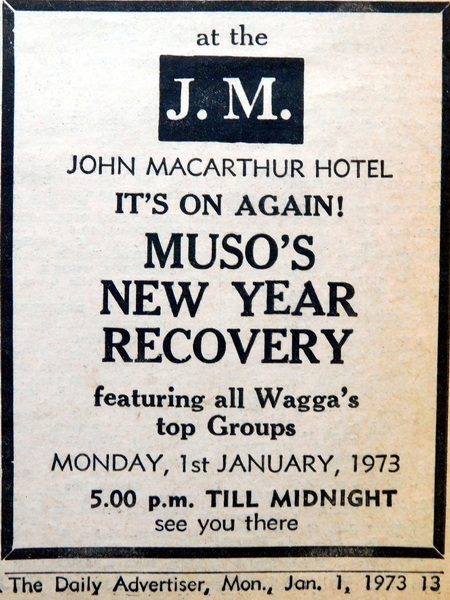 at the
J. M.
JOHN MACARTHUR HOTEL
IT'S ON AGAIN!
MUSO'S
NEW YEAR
RECOVERY
featuring all Wagga's
top Groups
MONDAY, 1st JANUARY, 1973
5.00 p.m. TILL MIDNIGHT
see you there
The Daily Advertiser, Mon., Jan. 1, 1973 13